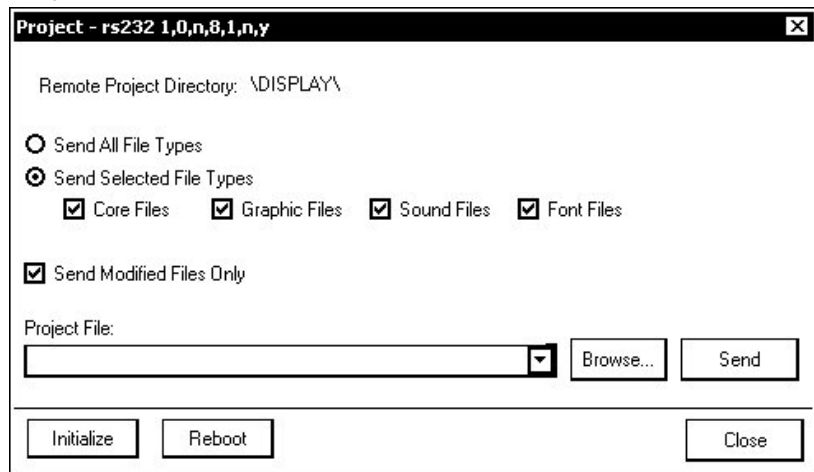 Project - rs232 1,0,n,8,1,n,y
Remote Project Directory: \DISPLAY\
Send All File Types
Send Selected File Types
Core Files Graphic Files Sound Files Font Files
Send Modified Files Only
Project File:
Browse... Send
Initialize Reboot Close